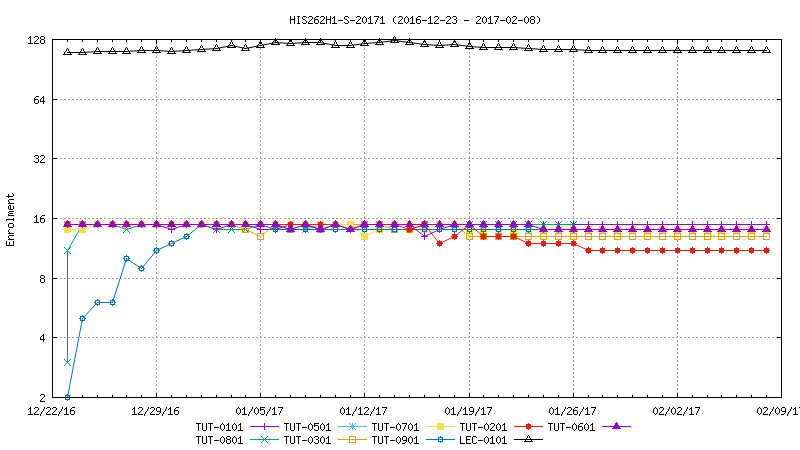 HIS262H1-S-20171 (2016-12-23 - 2017-02-08)
128
64
32
16
8
4
2
Enrolment
12/22/16 12/29/16 01/05/17 01/12/17 01/19/17 01/26/17 02/02/17 02/09/1
TUT-0101 TUT-0501 TUT-0701 TUT-0201 TUT-0601
TUT-0801 TUT-0301 TUT-0901 LEC-0101